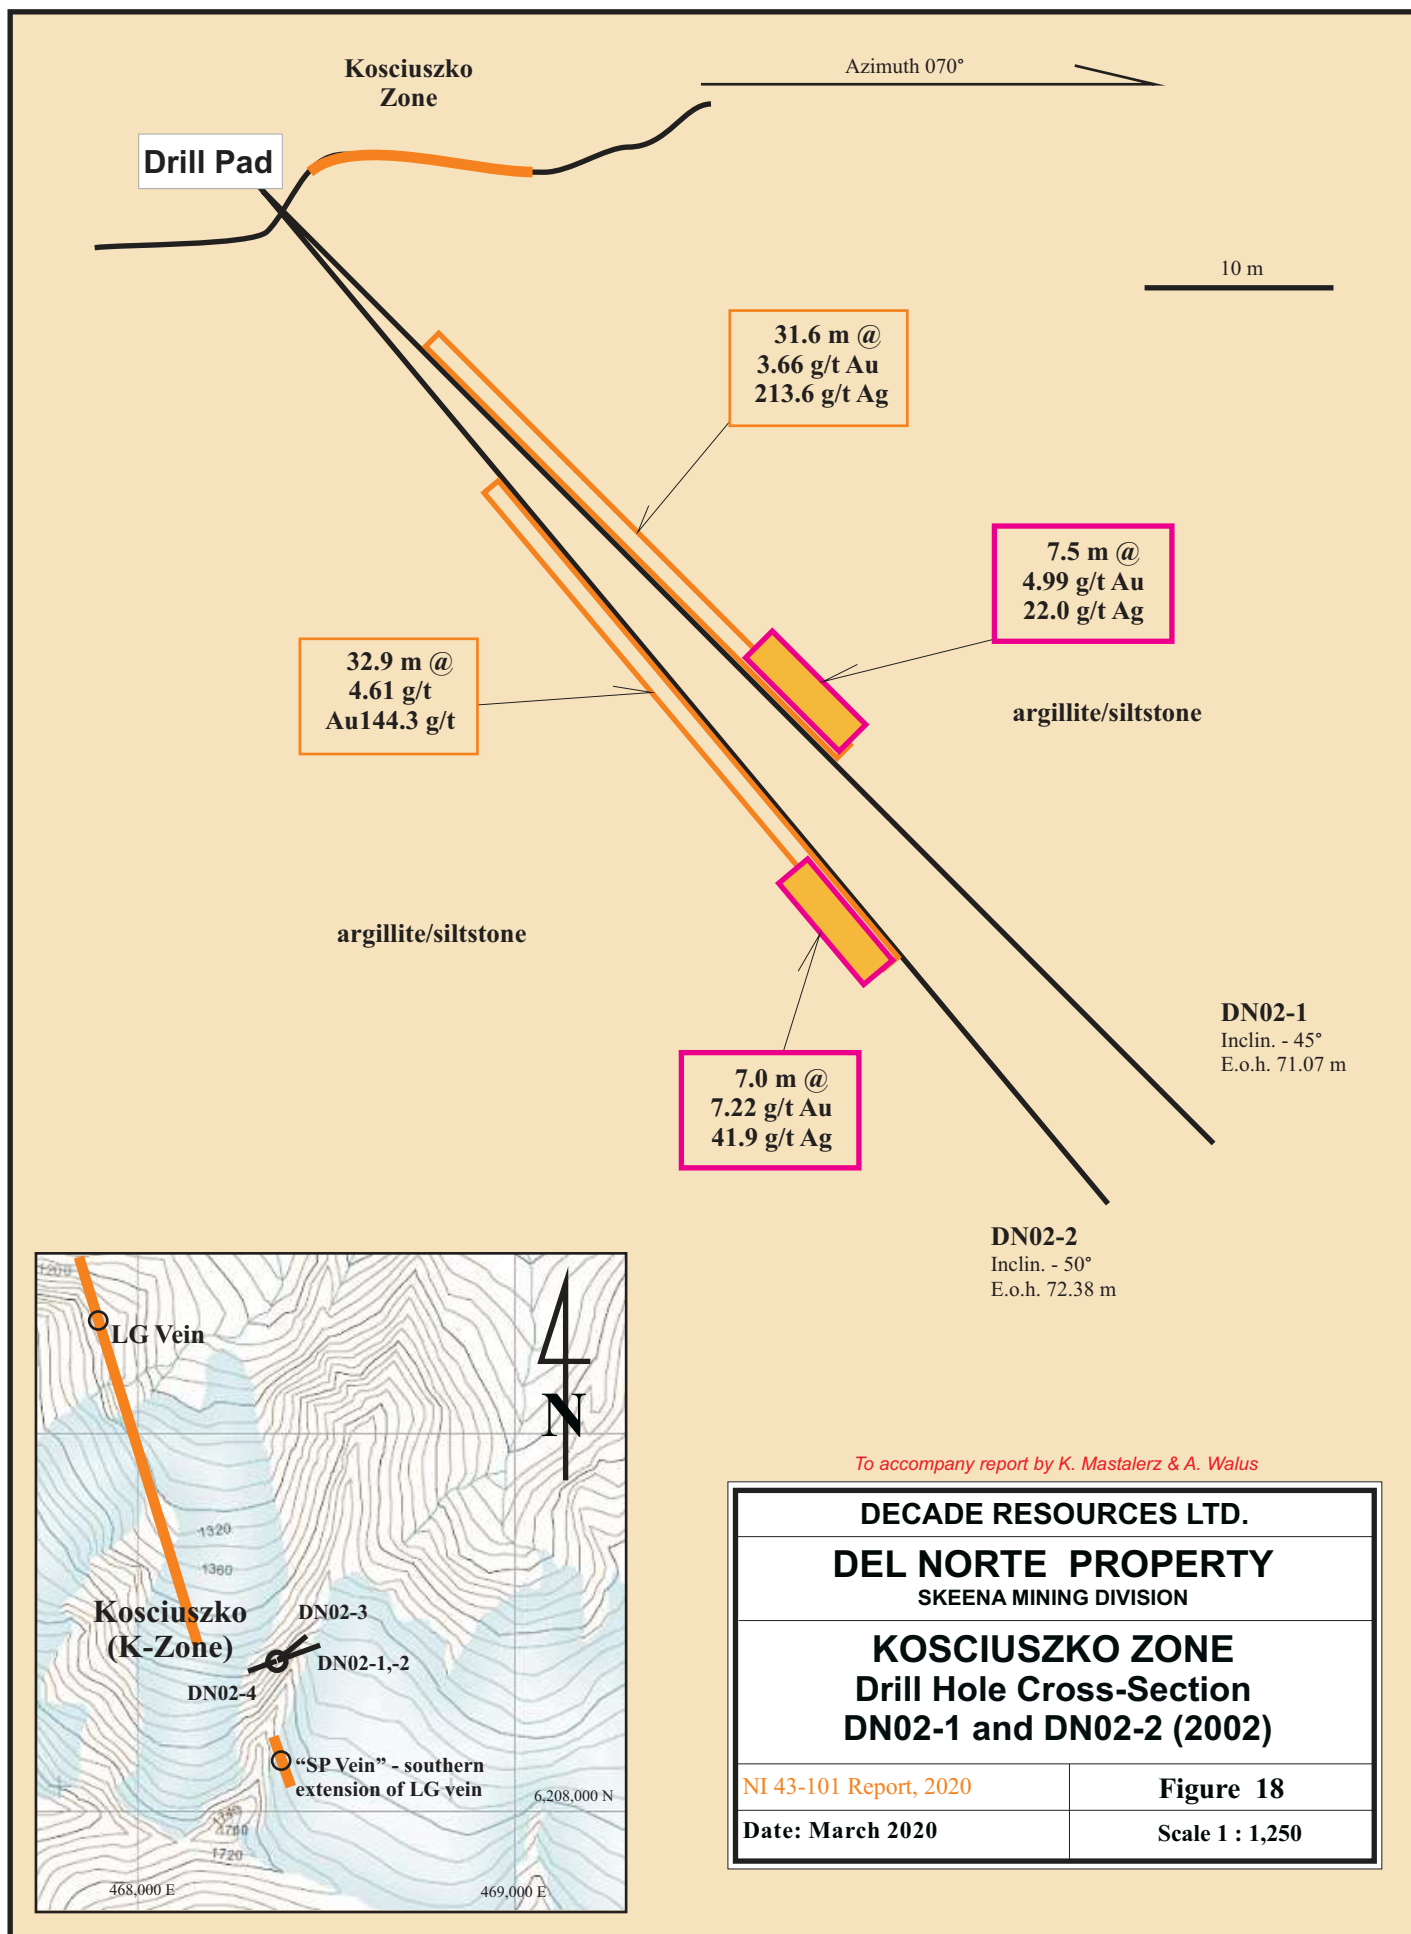 Kosciuszko
Zone
Azimuth 070°
Drill Pad
10 m
31.6 m @
3.66 g/t Au
213.6 g/t Ag
7.5 m @
4.99 g/t Au
22.0 g/t Ag
32.9 m @
4.61 g/t
Au144.3 g/t
argillite/siltstone
argillite/siltstone
DN02-1
Inclin. - 45°
E.o.h. 71.07 m
7.0 m @
7.22 g/t Au
41.9 g/t Ag
DN02-2
Inclin. - 50°
E.o.h. 72.38 m
1200
LG Vein
N
1320
1360
Kosciuszko
(K-Zone)
DN02-3
DN02-1,-2
DN02-4
“SP Vein” - southern
extension of LG vein
6,208,000 N
1760
1720
468,000 E
469,000 E
To accompany report by K. Mastalerz & A. Walus
DECADE RESOURCES LTD.
DEL NORTE PROPERTY
SKEENA MINING DIVISION
KOSCIUSZKO ZONE
Drill Hole Cross-Section
DN02-1 and DN02-2 (2002)
NI 43-101 Report, 2020
Figure 18
Date: March 2020
Scale 1 : 1,250